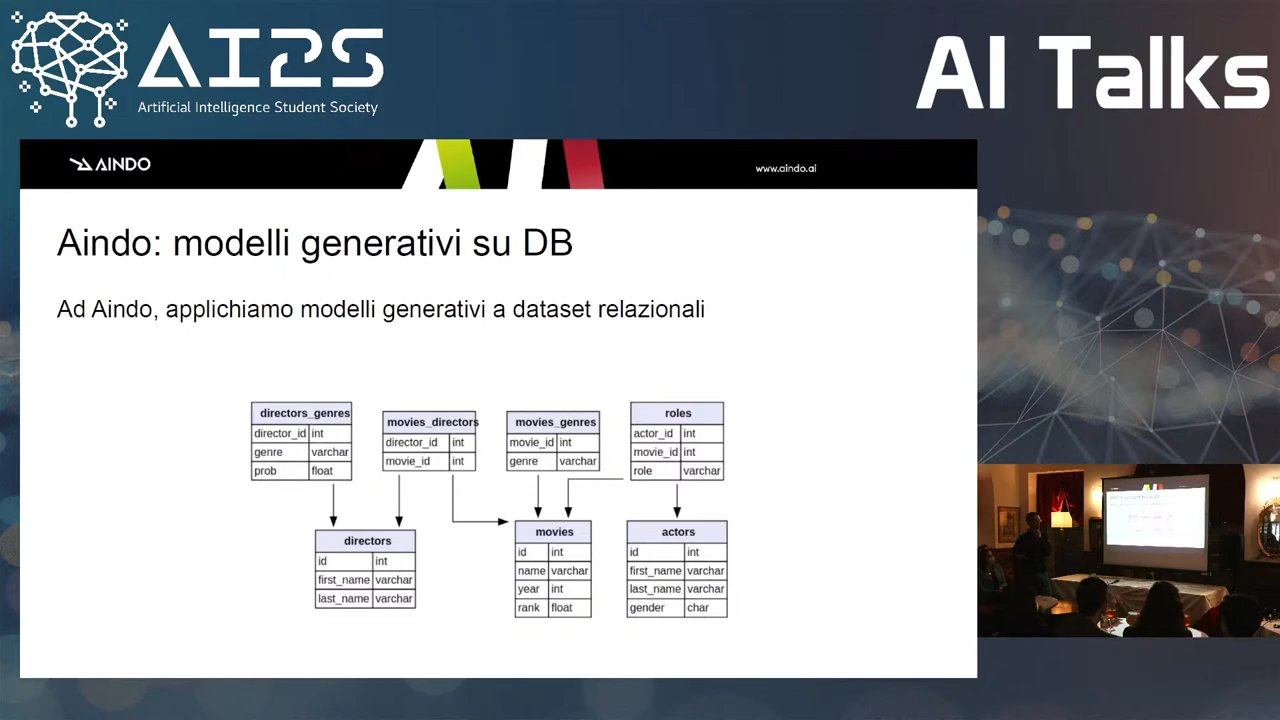 AI2S
Artificial Intelligence Student Society
AI Talks
AINDO
www.aindo.ai
Aindo: modelli generativi su DB
Ad Aindo, applichiamo modelli generativi a dataset relazionali
directors_genres
director_id int
genre varchar
prob float
movies_directors
director_id int
movie_id int
movies_genres
movie_id int
genre varchar
roles
actor_id int
movie_id int
role varchar
directors
id int
first_name varchar
last_name varchar
movies
id int
name varchar
year int
rank float
actors
id int
first_name varchar
last_name varchar
gender char